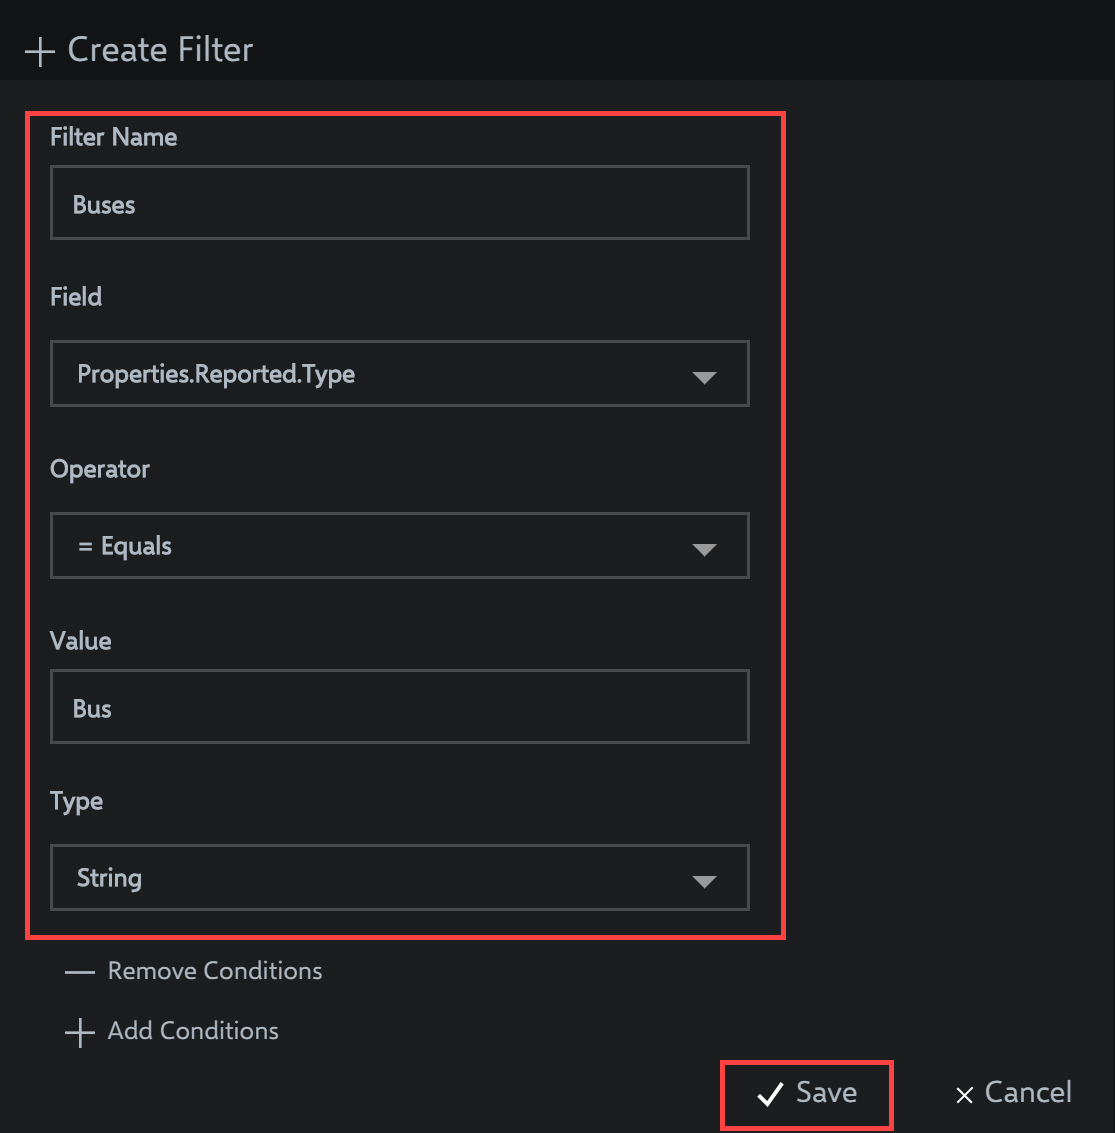 Create Filter
Filter Name
Buses
Field
Properties.Reported.Type
Operator
= Equals
Value
Bus
Type
String
Remove Conditions
Add Conditions
Save
Cancel